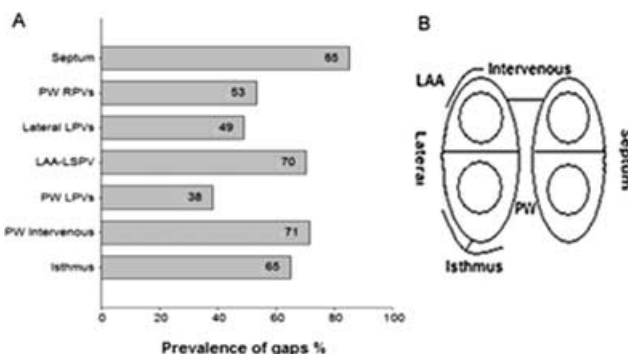 A
B
Septum
85
PW RPVs
53
Lateral LPVs
49
LAA-LSPV
70
PW LPVs
38
PW Intervenous
71
Isthmus
65
0
20
40
60
80
100
Prevalence of gaps %
LAA
Intervenous
Lateral
Septum
PW
Isthmus